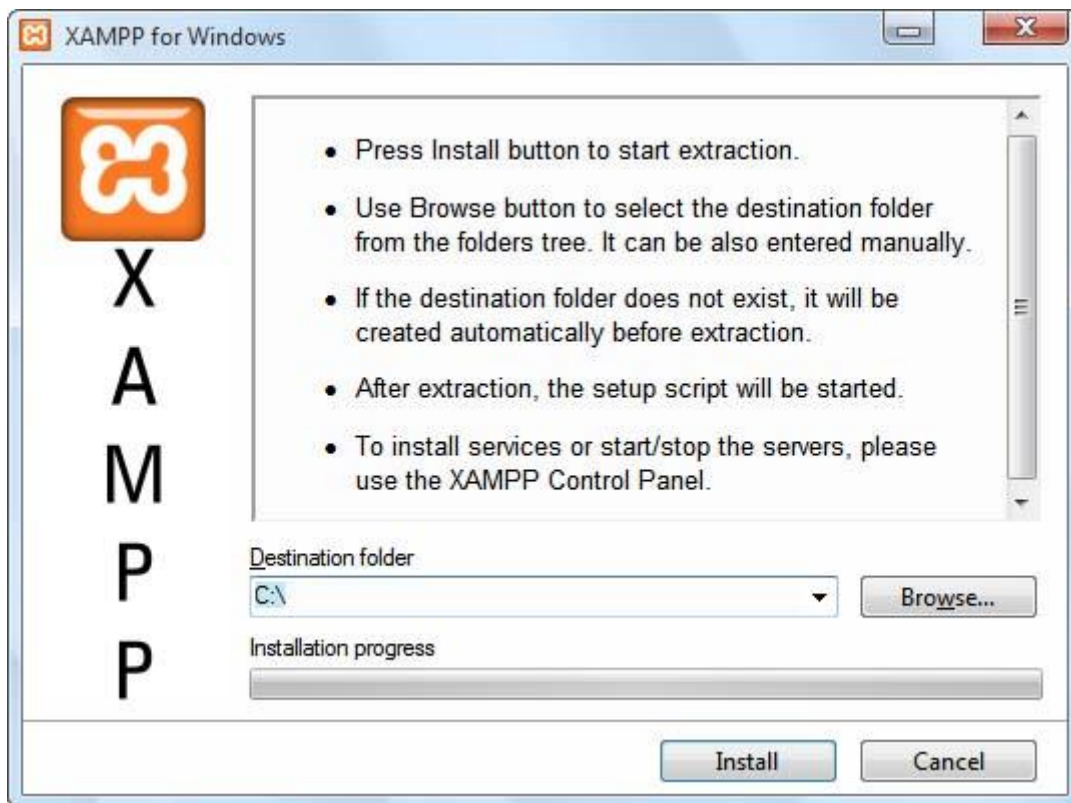 XAMPP for Windows
X
A
M
P
P
• Press Install button to start extraction.
• Use Browse button to select the destination folder
from the folders tree. It can be also entered manually.
• If the destination folder does not exist, it will be
created automatically before extraction.
• After extraction, the setup script will be started.
• To install services or start/stop the servers, please
use the XAMPP Control Panel.
Destination folder
C:\
Browse...
Installation progress
Install
Cancel